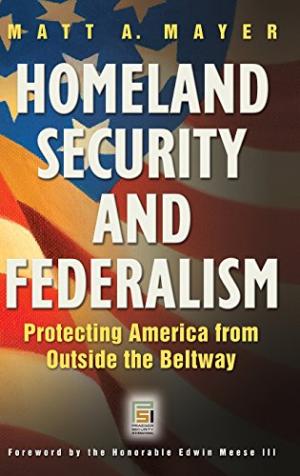 MATT A. MAYER
HOMELAND
SECURITY
AND
FEDERALISM
Protecting America from
Outside the Beltway
PSI
Foreword by the Honorable Edwin Meese III